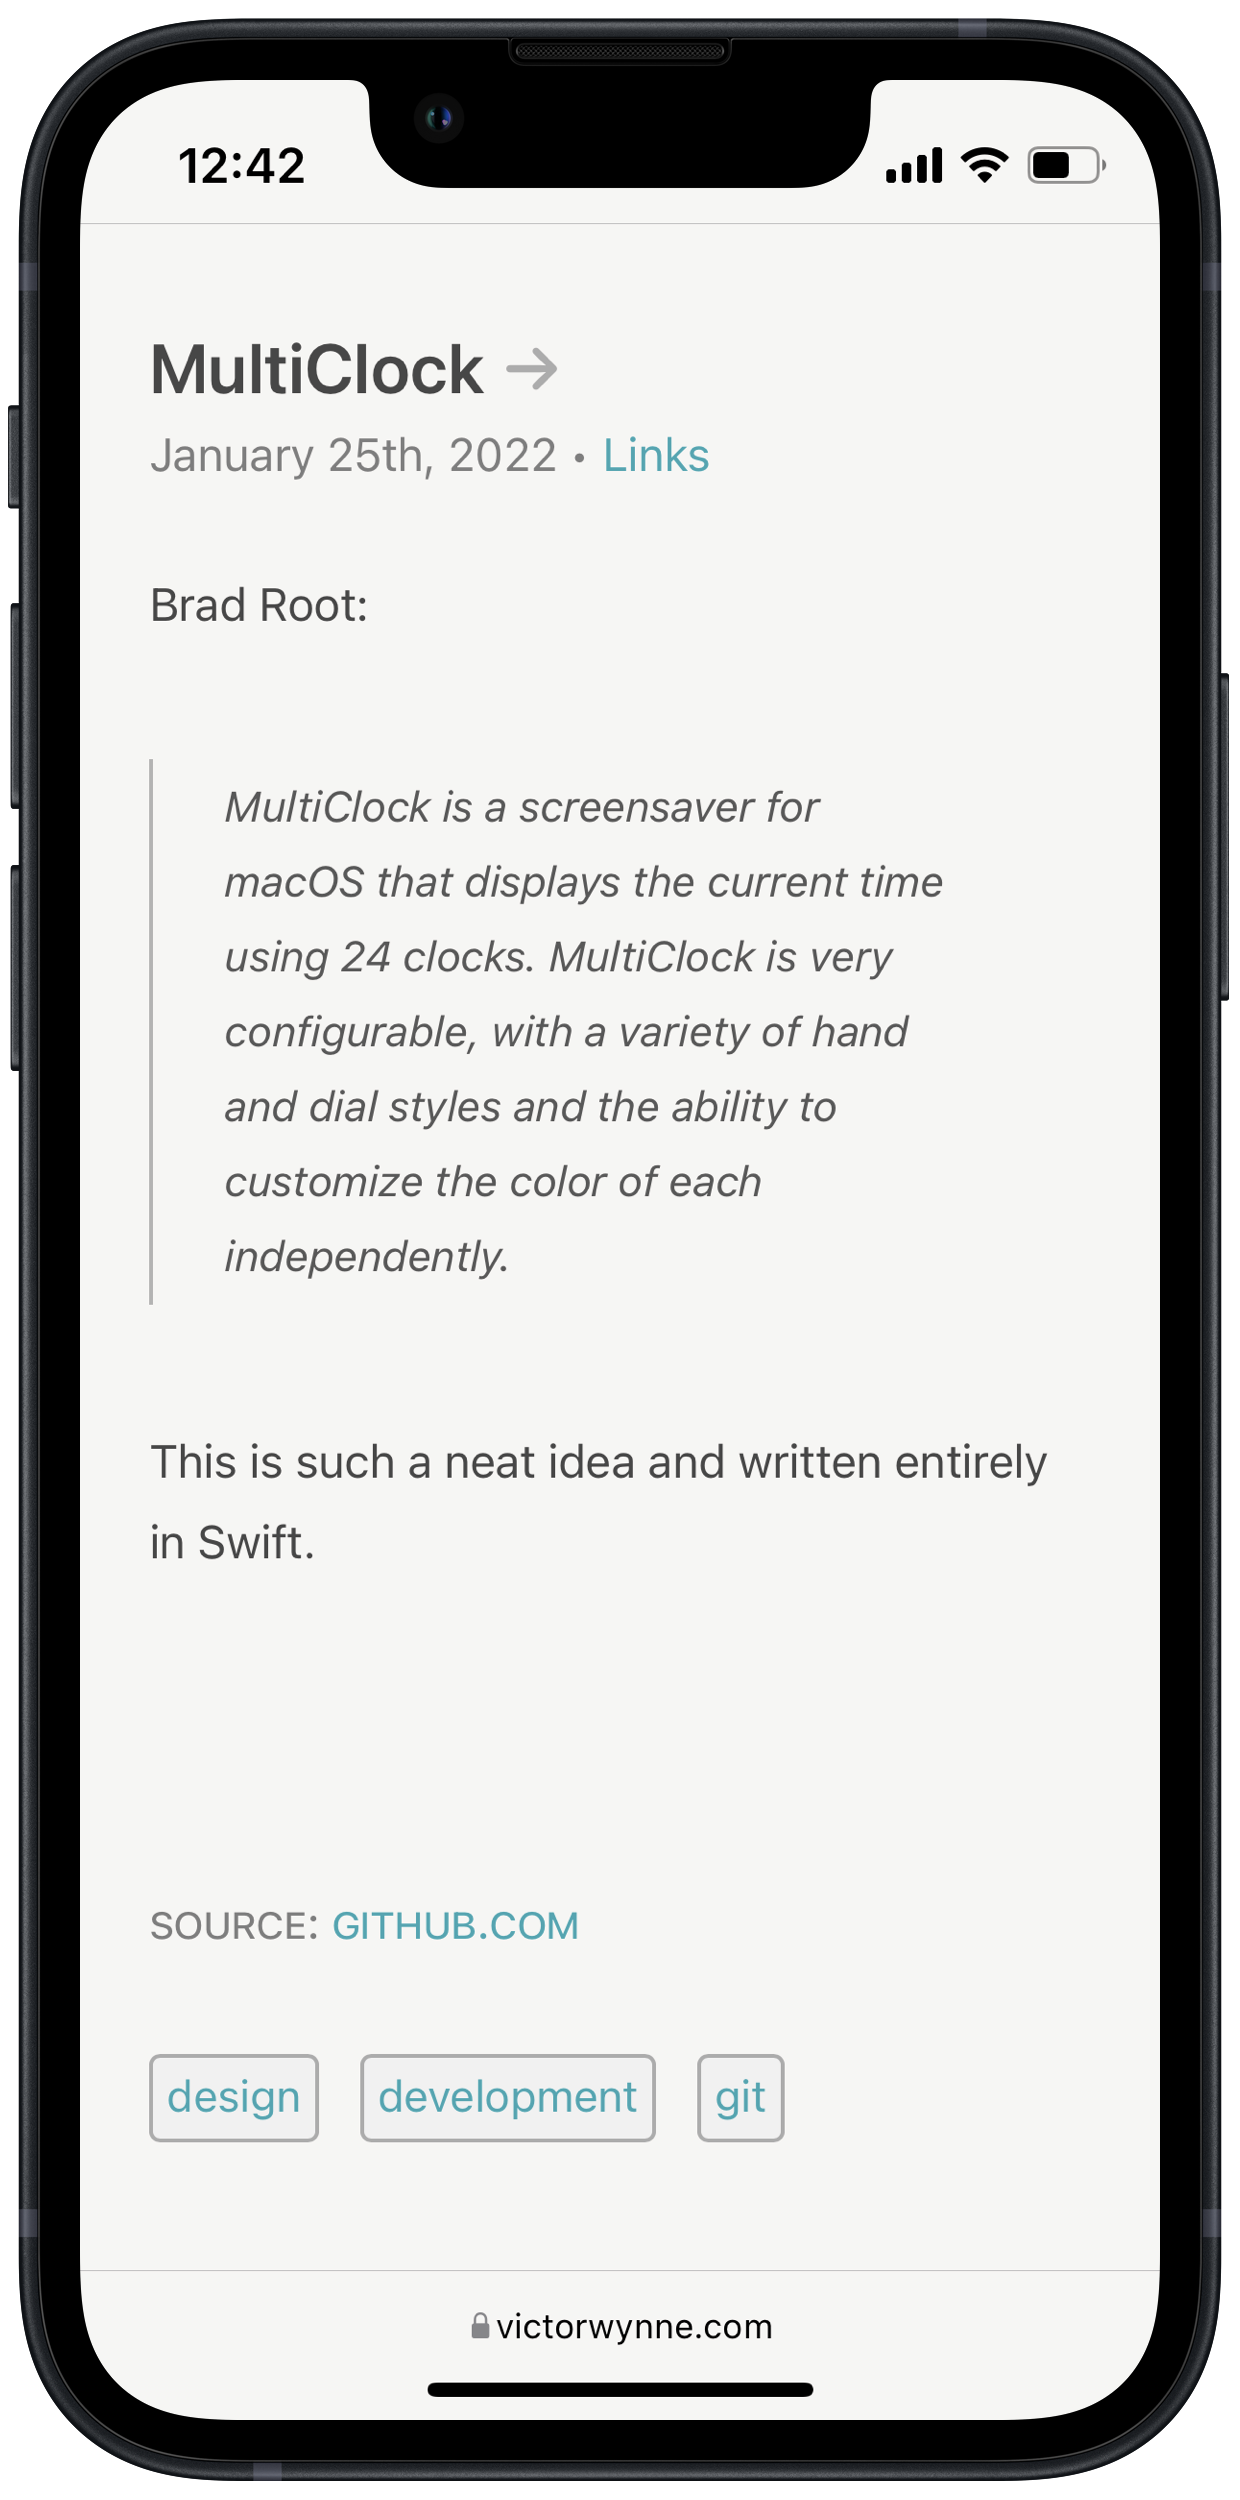 12:42
MultiClock →
January 25th, 2022 • Links
Brad Root:
MultiClock is a screensaver for
macOS that displays the current time
using 24 clocks. MultiClock is very
configurable, with a variety of hand
and dial styles and the ability to
customize the color of each
independently.
This is such a neat idea and written entirely
in Swift.
SOURCE: GITHUB.COM
design development git
victorwynne.com